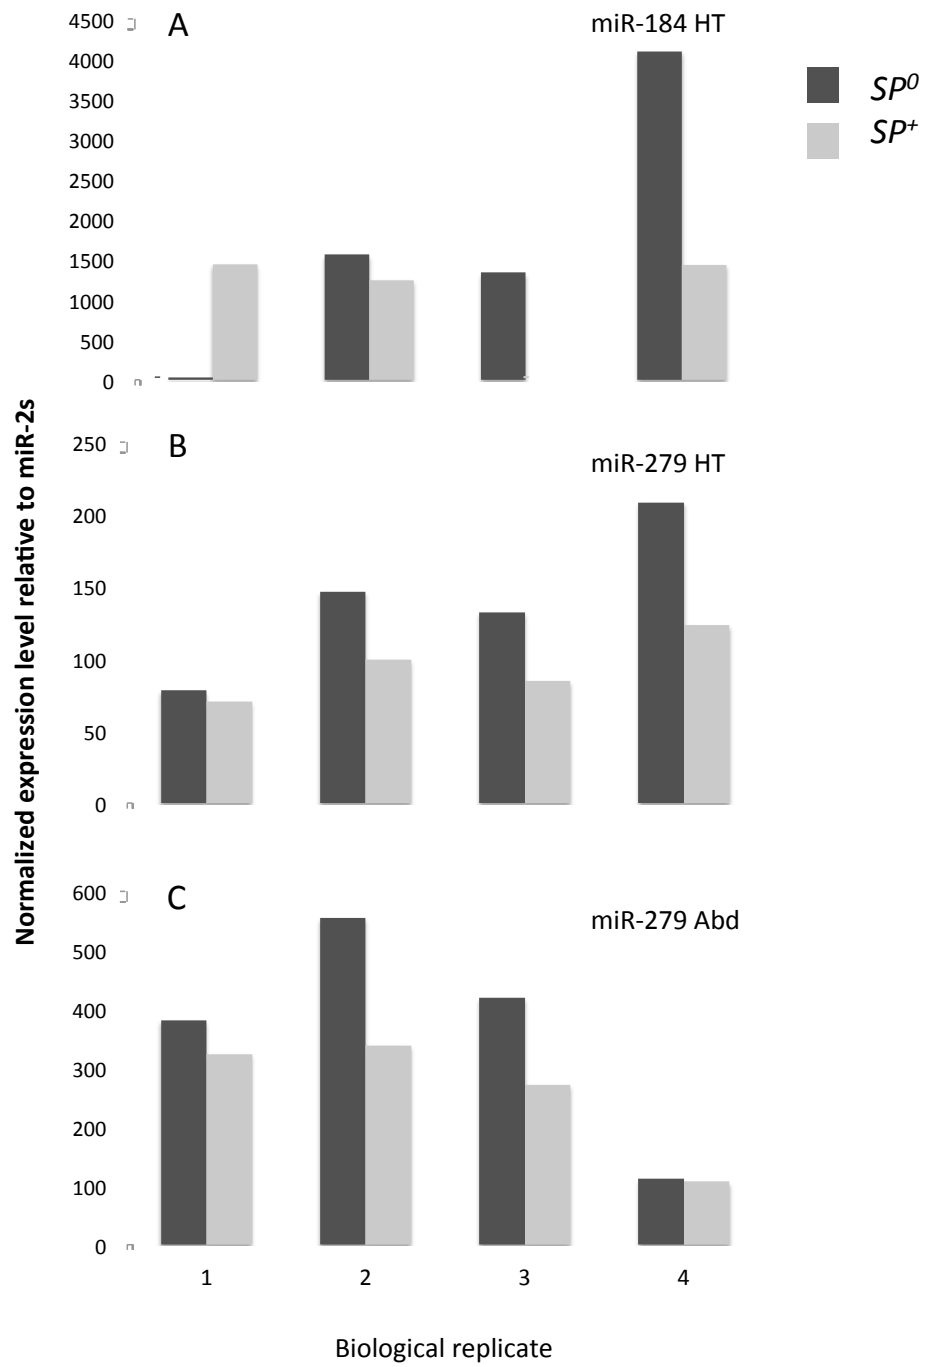 A
miR-184 HT
SP⁰
SP⁺
4500
4000
3500
3000
2500
2000
1500
1000
500
0
Normalized expression level relative to miR-2s
B
miR-279 HT
250
200
150
100
50
0
C
miR-279 Abd
600
500
400
300
200
100
0
1 2 3 4
Biological replicate